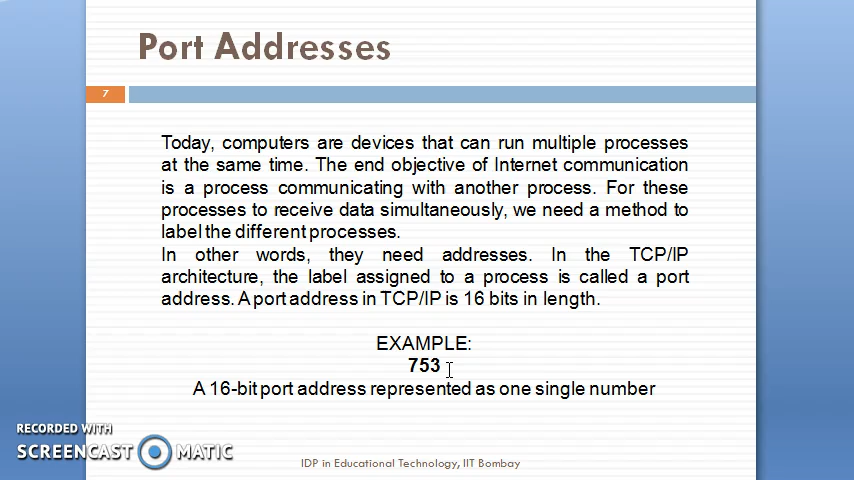 Port Addresses
7
Today, computers are devices that can run multiple processes
at the same time. The end objective of Internet communication
is a process communicating with another process. For these
processes to receive data simultaneously, we need a method to
label the different processes.
In other words, they need addresses. In the TCP/IP
architecture, the label assigned to a process is called a port
address. A port address in TCP/IP is 16 bits in length.
EXAMPLE:
753
A 16-bit port address represented as one single number
RECORDED WITH
SCREENCAST MATIC
IDP in Educational Technology, IIT Bombay